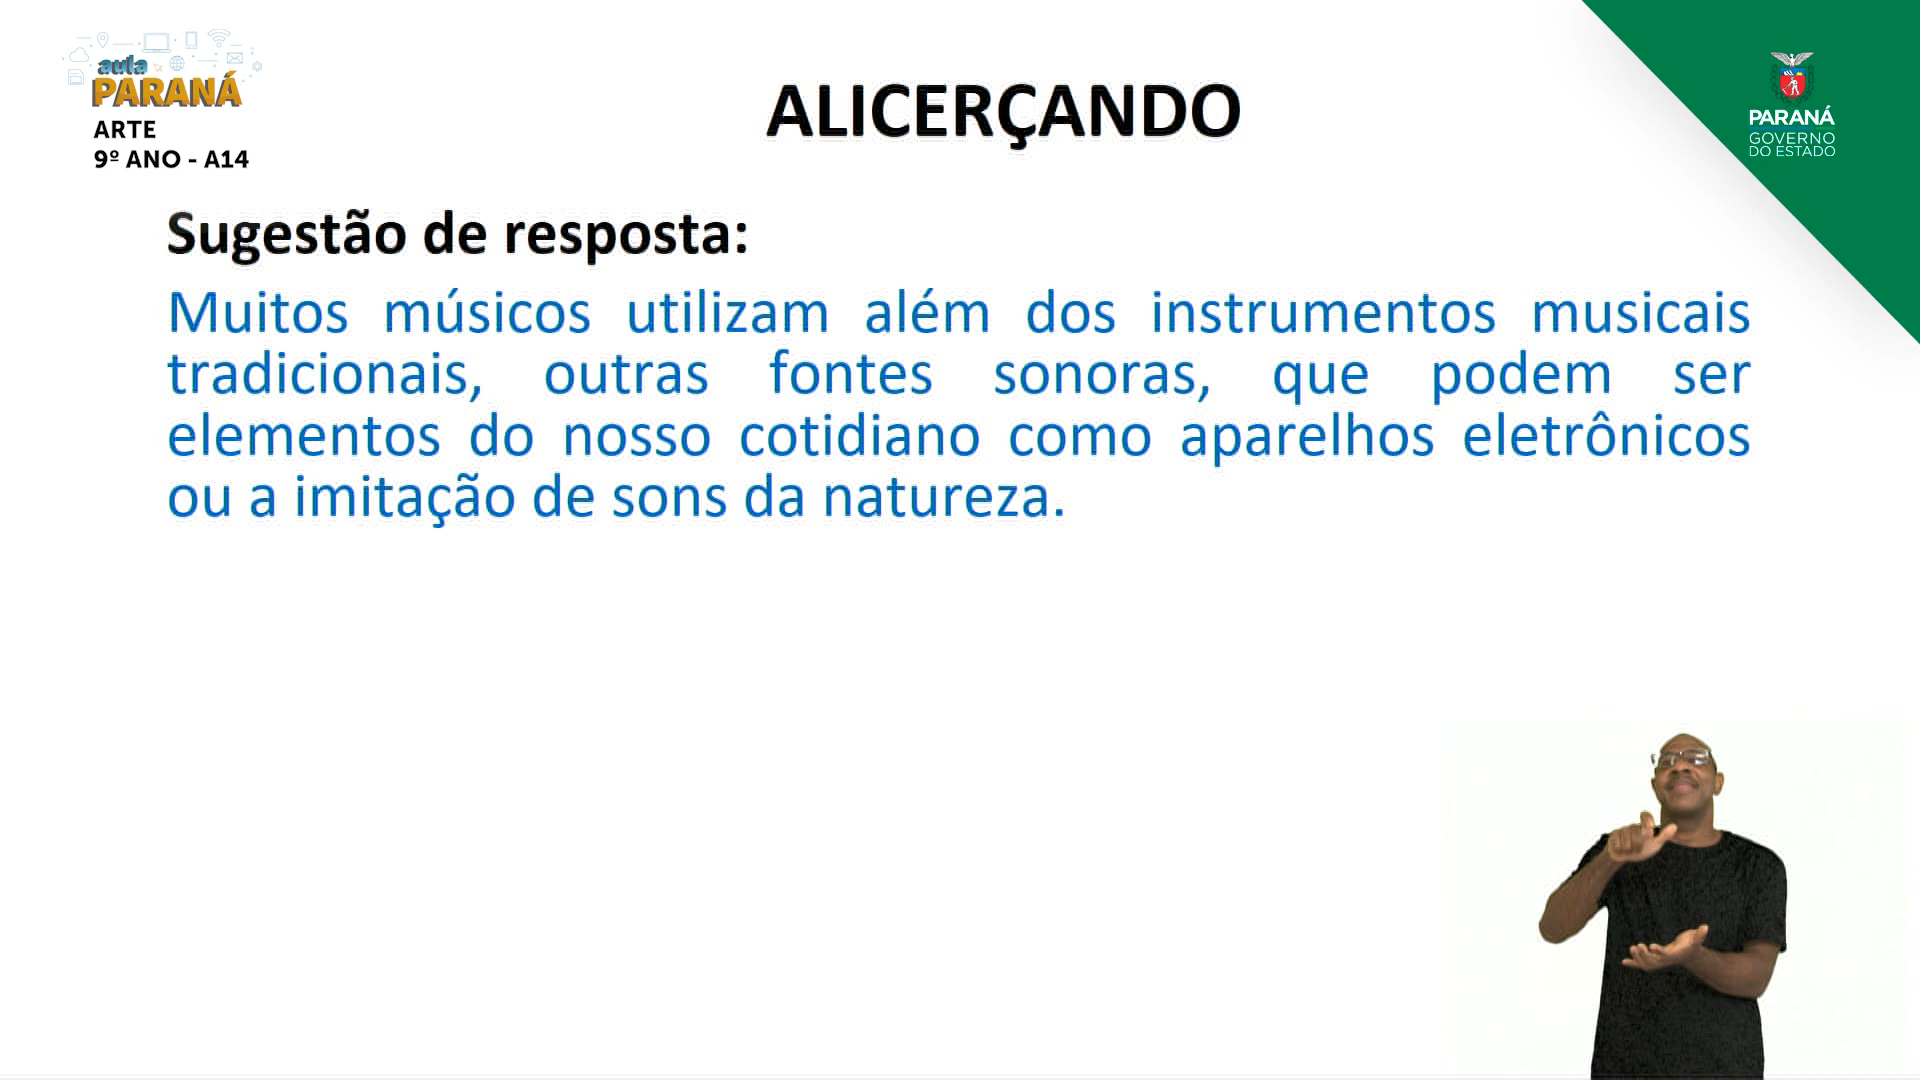 aula
PARANÁ
ARTE
9º ANO - A14
ALICERÇANDO
PARANÁ
GOVERNO
DO ESTADO
Sugestão de resposta:
Muitos músicos utilizam além dos instrumentos musicais
tradicionais, outras fontes sonoras, que podem ser
elementos do nosso cotidiano como aparelhos eletrônicos
ou a imitação de sons da natureza.